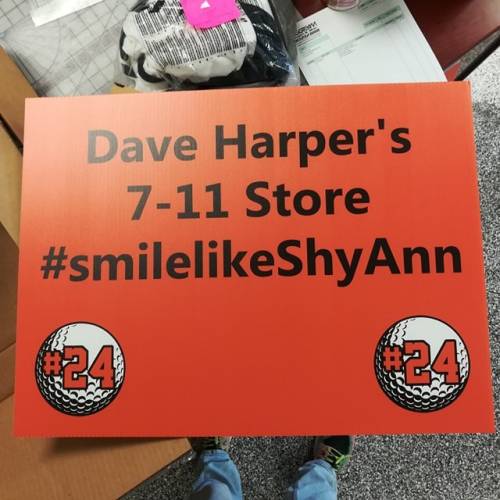 Dave Harper's
7-11 Store
#smilelikeShyAnn
#24
#24